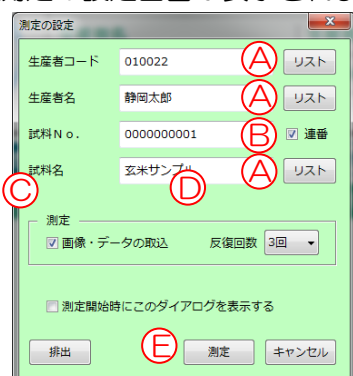 測定の設定
生産者コード 010022 A リスト
生産者名 静岡太郎 A リスト
試料No. 0000000001 B 連番
試料名 玄米サンプル A リスト
C D
測定
画像・データの取込 反復回数 3回
測定開始時にこのダイアログを表示する
排出 E 測定 キャンセル